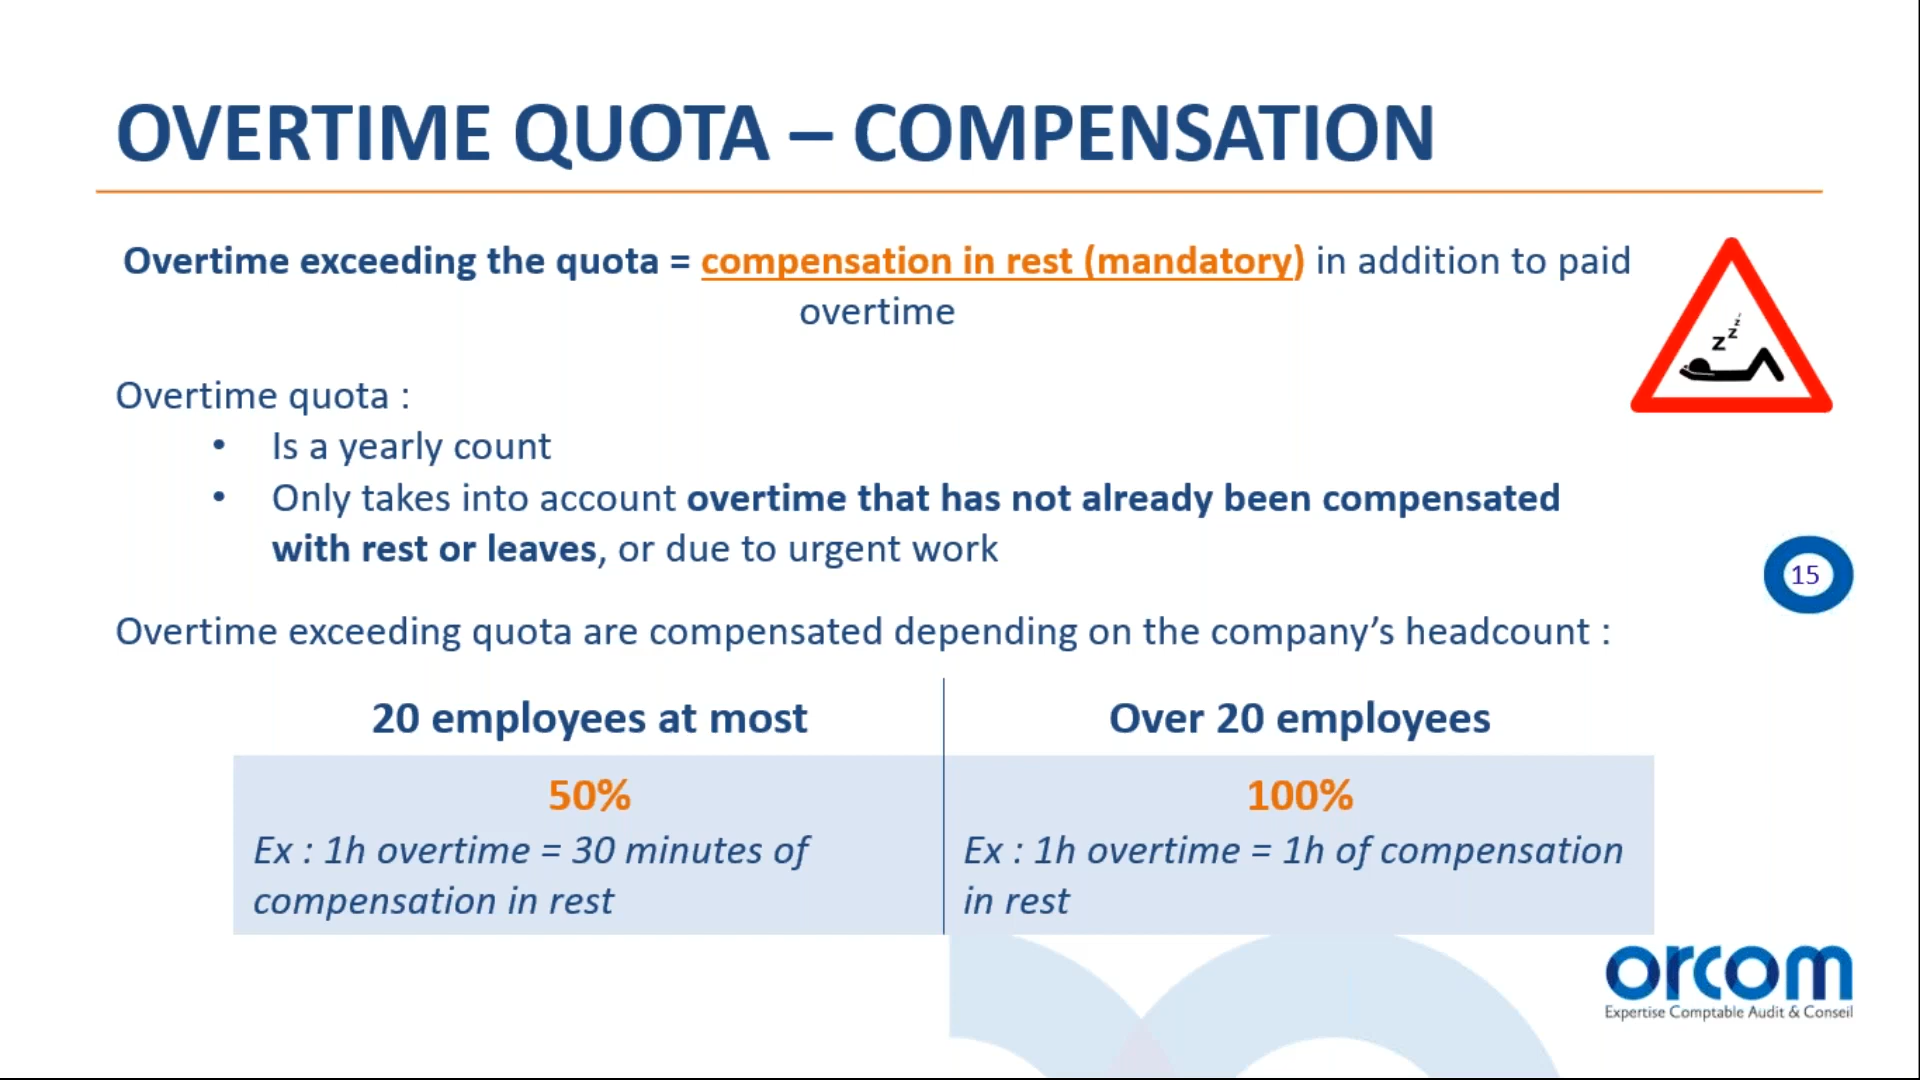 OVERTIME QUOTA – COMPENSATION
Overtime exceeding the quota = compensation in rest (mandatory) in addition to paid
overtime
z z z
Overtime quota :
• Is a yearly count
• Only takes into account overtime that has not already been compensated
with rest or leaves, or due to urgent work
15
Overtime exceeding quota are compensated depending on the company’s headcount :
20 employees at most
50%
Ex : 1h overtime = 30 minutes of
compensation in rest
Over 20 employees
100%
Ex : 1h overtime = 1h of compensation
in rest
orcom
Expertise Comptable Audit & Conseil